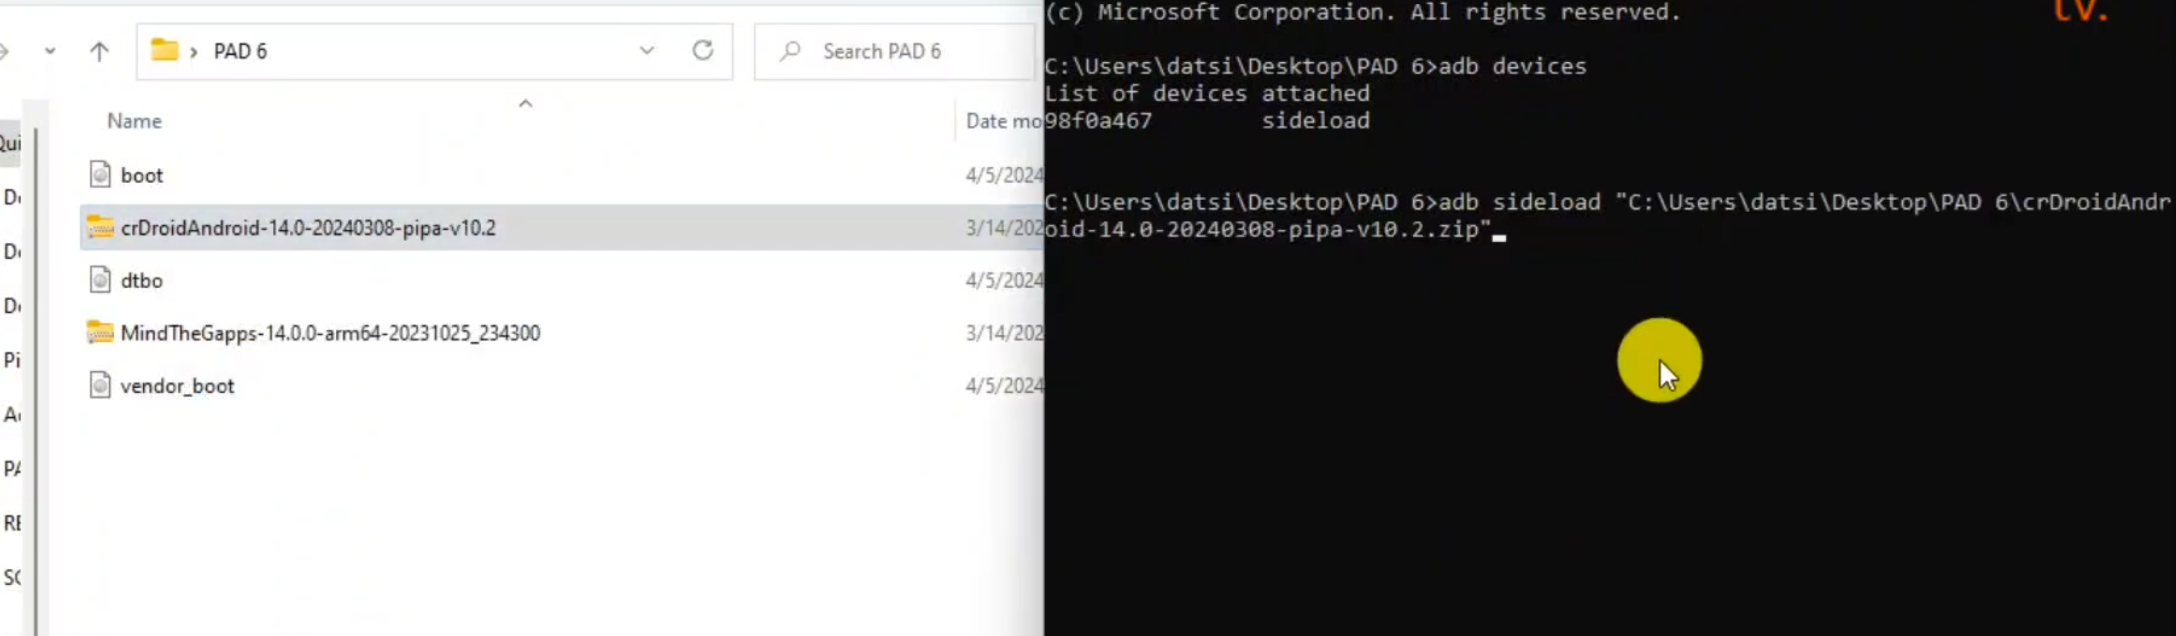 PAD 6
Search PAD 6
Name
Date mo
boot
4/5/2024
crDroidAndroid-14.0-20240308-pipa-v10.2
3/14/202
dtbo
4/5/2024
MindTheGapps-14.0.0-arm64-20231025_234300
3/14/202
vendor_boot
4/5/2024
Qui
Pi
PA
(c) Microsoft Corporation. All rights reserved.
tv.
C:\Users\datsi\Desktop\PAD 6>adb devices
List of devices attached
98f0a467 sideload
C:\Users\datsi\Desktop\PAD 6>adb sideload "C:\Users\datsi\Desktop\PAD 6\crDroidAndr
oid-14.0-20240308-pipa-v10.2.zip"